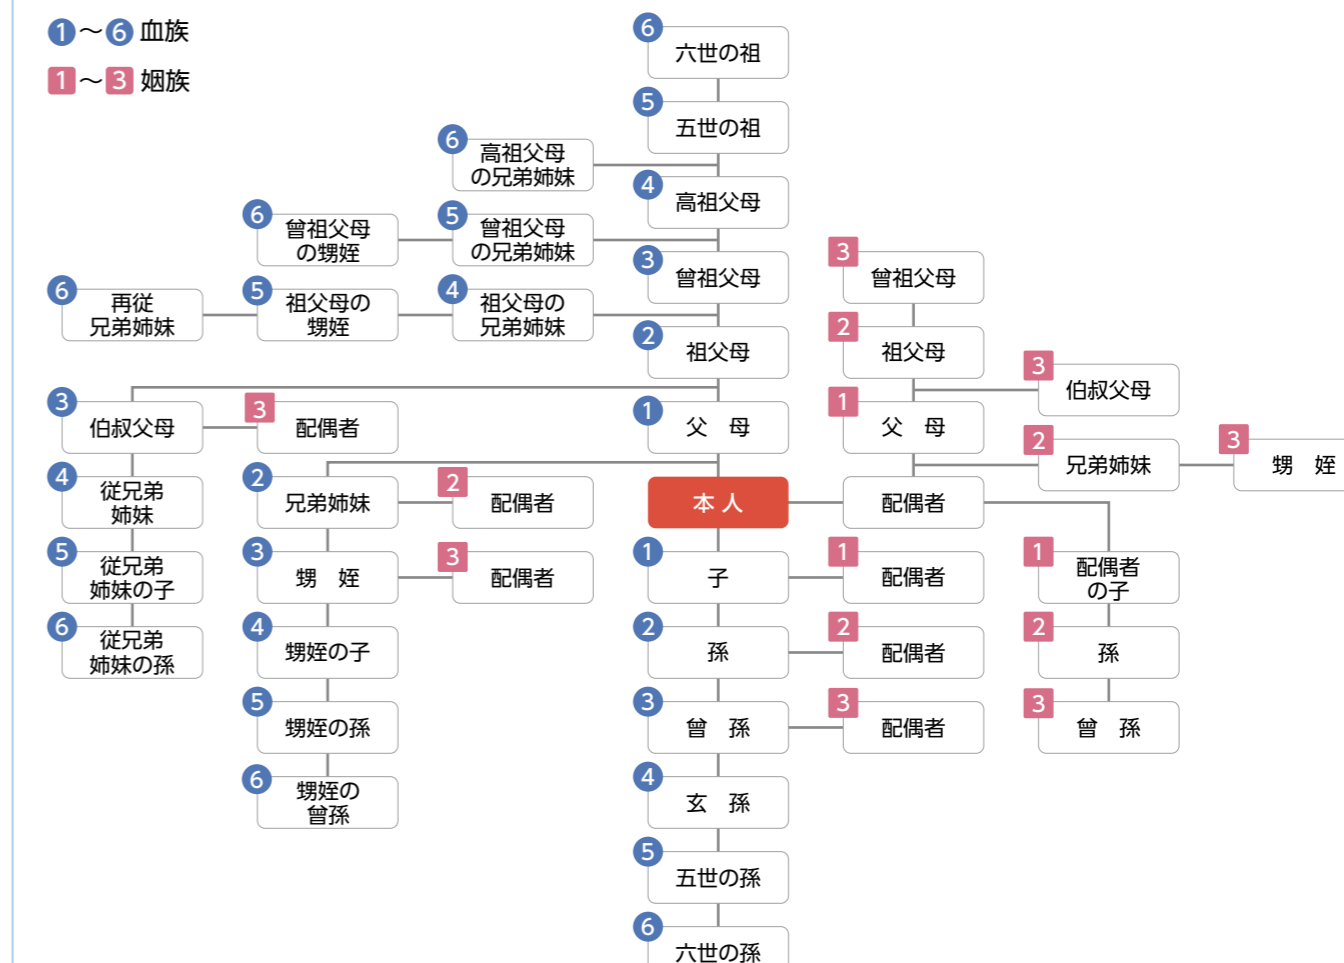 1～6 血族
1～3 姻族
6 六世の祖
5 五世の祖
6 高祖父母
の兄弟姉妹
4 高祖父母
6 曾祖父母
の甥姪
5 曾祖父母
の兄弟姉妹
3 曾祖父母
3 曾祖父母
6 再従
兄弟姉妹
5 祖父母の
甥姪
4 祖父母の
兄弟姉妹
2 祖父母
2 祖父母
3 伯叔父母
3 伯叔父母
3 配偶者
1 父 母
1 父 母
2 兄弟姉妹
3 甥 姪
4 従兄弟
姉妹
2 兄弟姉妹
2 配偶者
本人
配偶者
5 従兄弟
姉妹の子
3 甥 姪
3 配偶者
1 子
1 配偶者
1 配偶者
の子
6 従兄弟
姉妹の孫
4 甥姪の子
2 孫
2 配偶者
2 孫
5 甥姪の孫
3 曾 孫
3 配偶者
3 曾 孫
6 甥姪の
曾孫
4 玄 孫
5 五世の孫
6 六世の孫